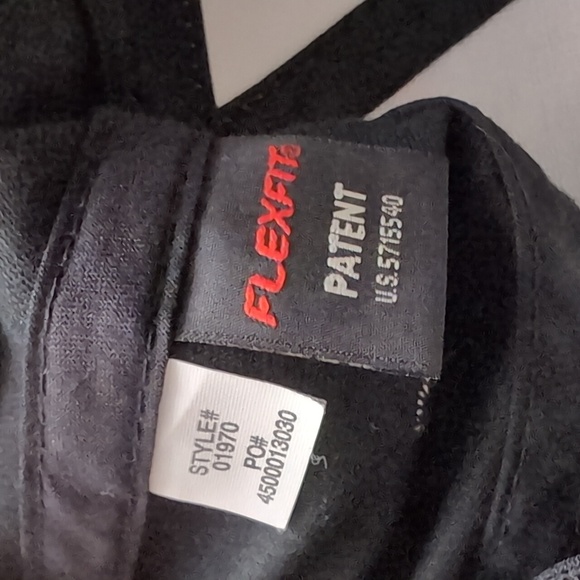 FLEXFIT®
PATENT
U.S.5715540
STYLE#
01970
PO#
4500013030